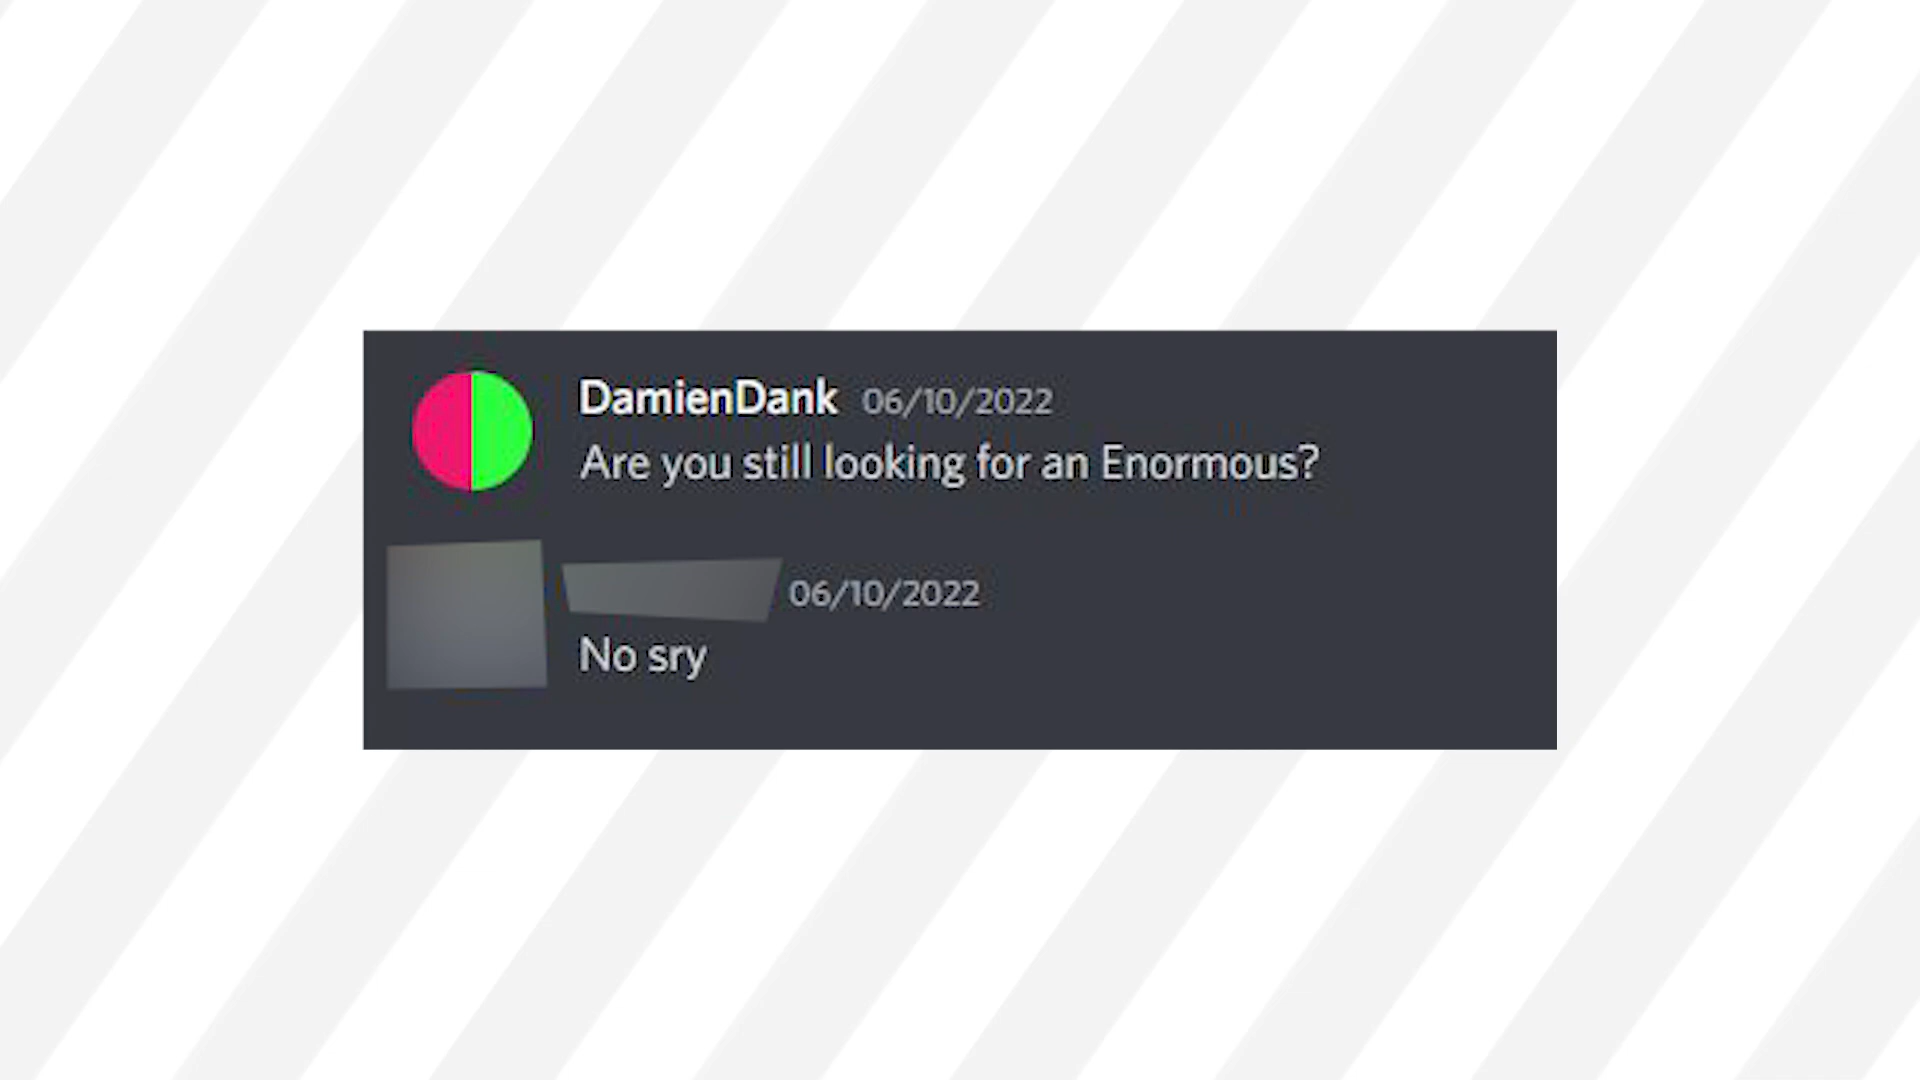 DamienDank 06/10/2022
Are you still looking for an Enormous?
06/10/2022
No sry